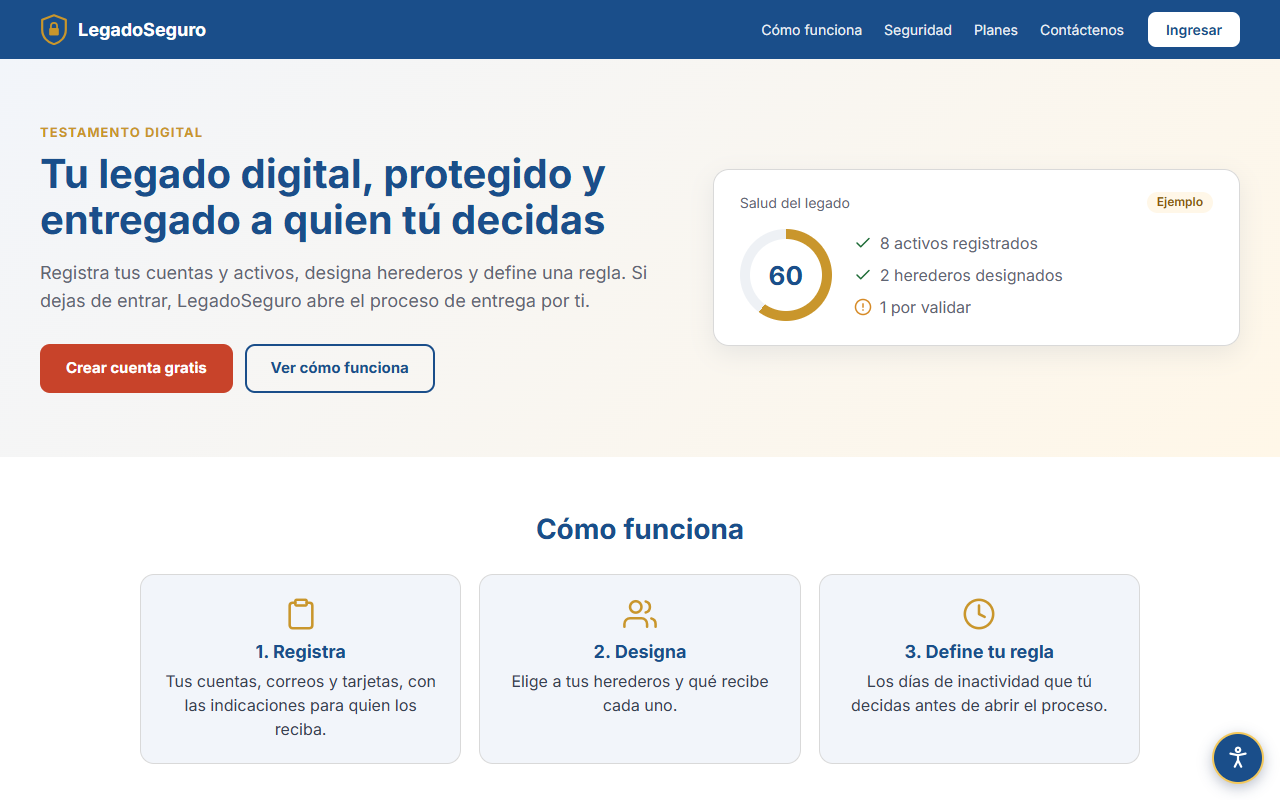 LegadoSeguro
Cómo funciona
Seguridad
Planes
Contáctenos
Ingresar
TESTAMENTO DIGITAL
Tu legado digital, protegido y
entregado a quien tú decidas
Registra tus cuentas y activos, designa herederos y define una regla. Si
dejas de entrar, LegadoSeguro abre el proceso de entrega por ti.
Crear cuenta gratis
Ver cómo funciona
Salud del legado
Ejemplo
60
8 activos registrados
2 herederos designados
1 por validar
Cómo funciona
1. Registra
Tus cuentas, correos y tarjetas, con
las indicaciones para quien los
reciba.
2. Designa
Elige a tus herederos y qué recibe
cada uno.
3. Define tu regla
Los días de inactividad que tú
decidas antes de abrir el proceso.